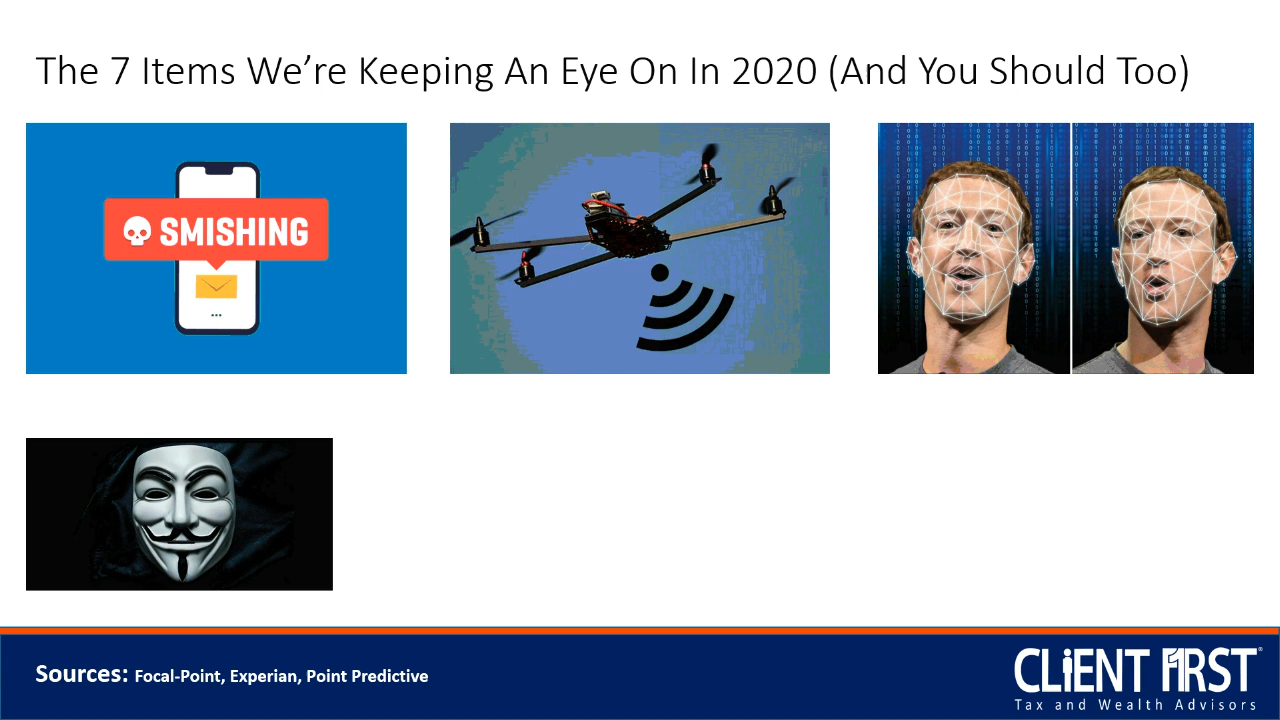 The 7 Items We’re Keeping An Eye On In 2020 (And You Should Too)
SMISHING
Sources: Focal-Point, Experian, Point Predictive
CLiENT F1RST®
Tax and Wealth Advisors